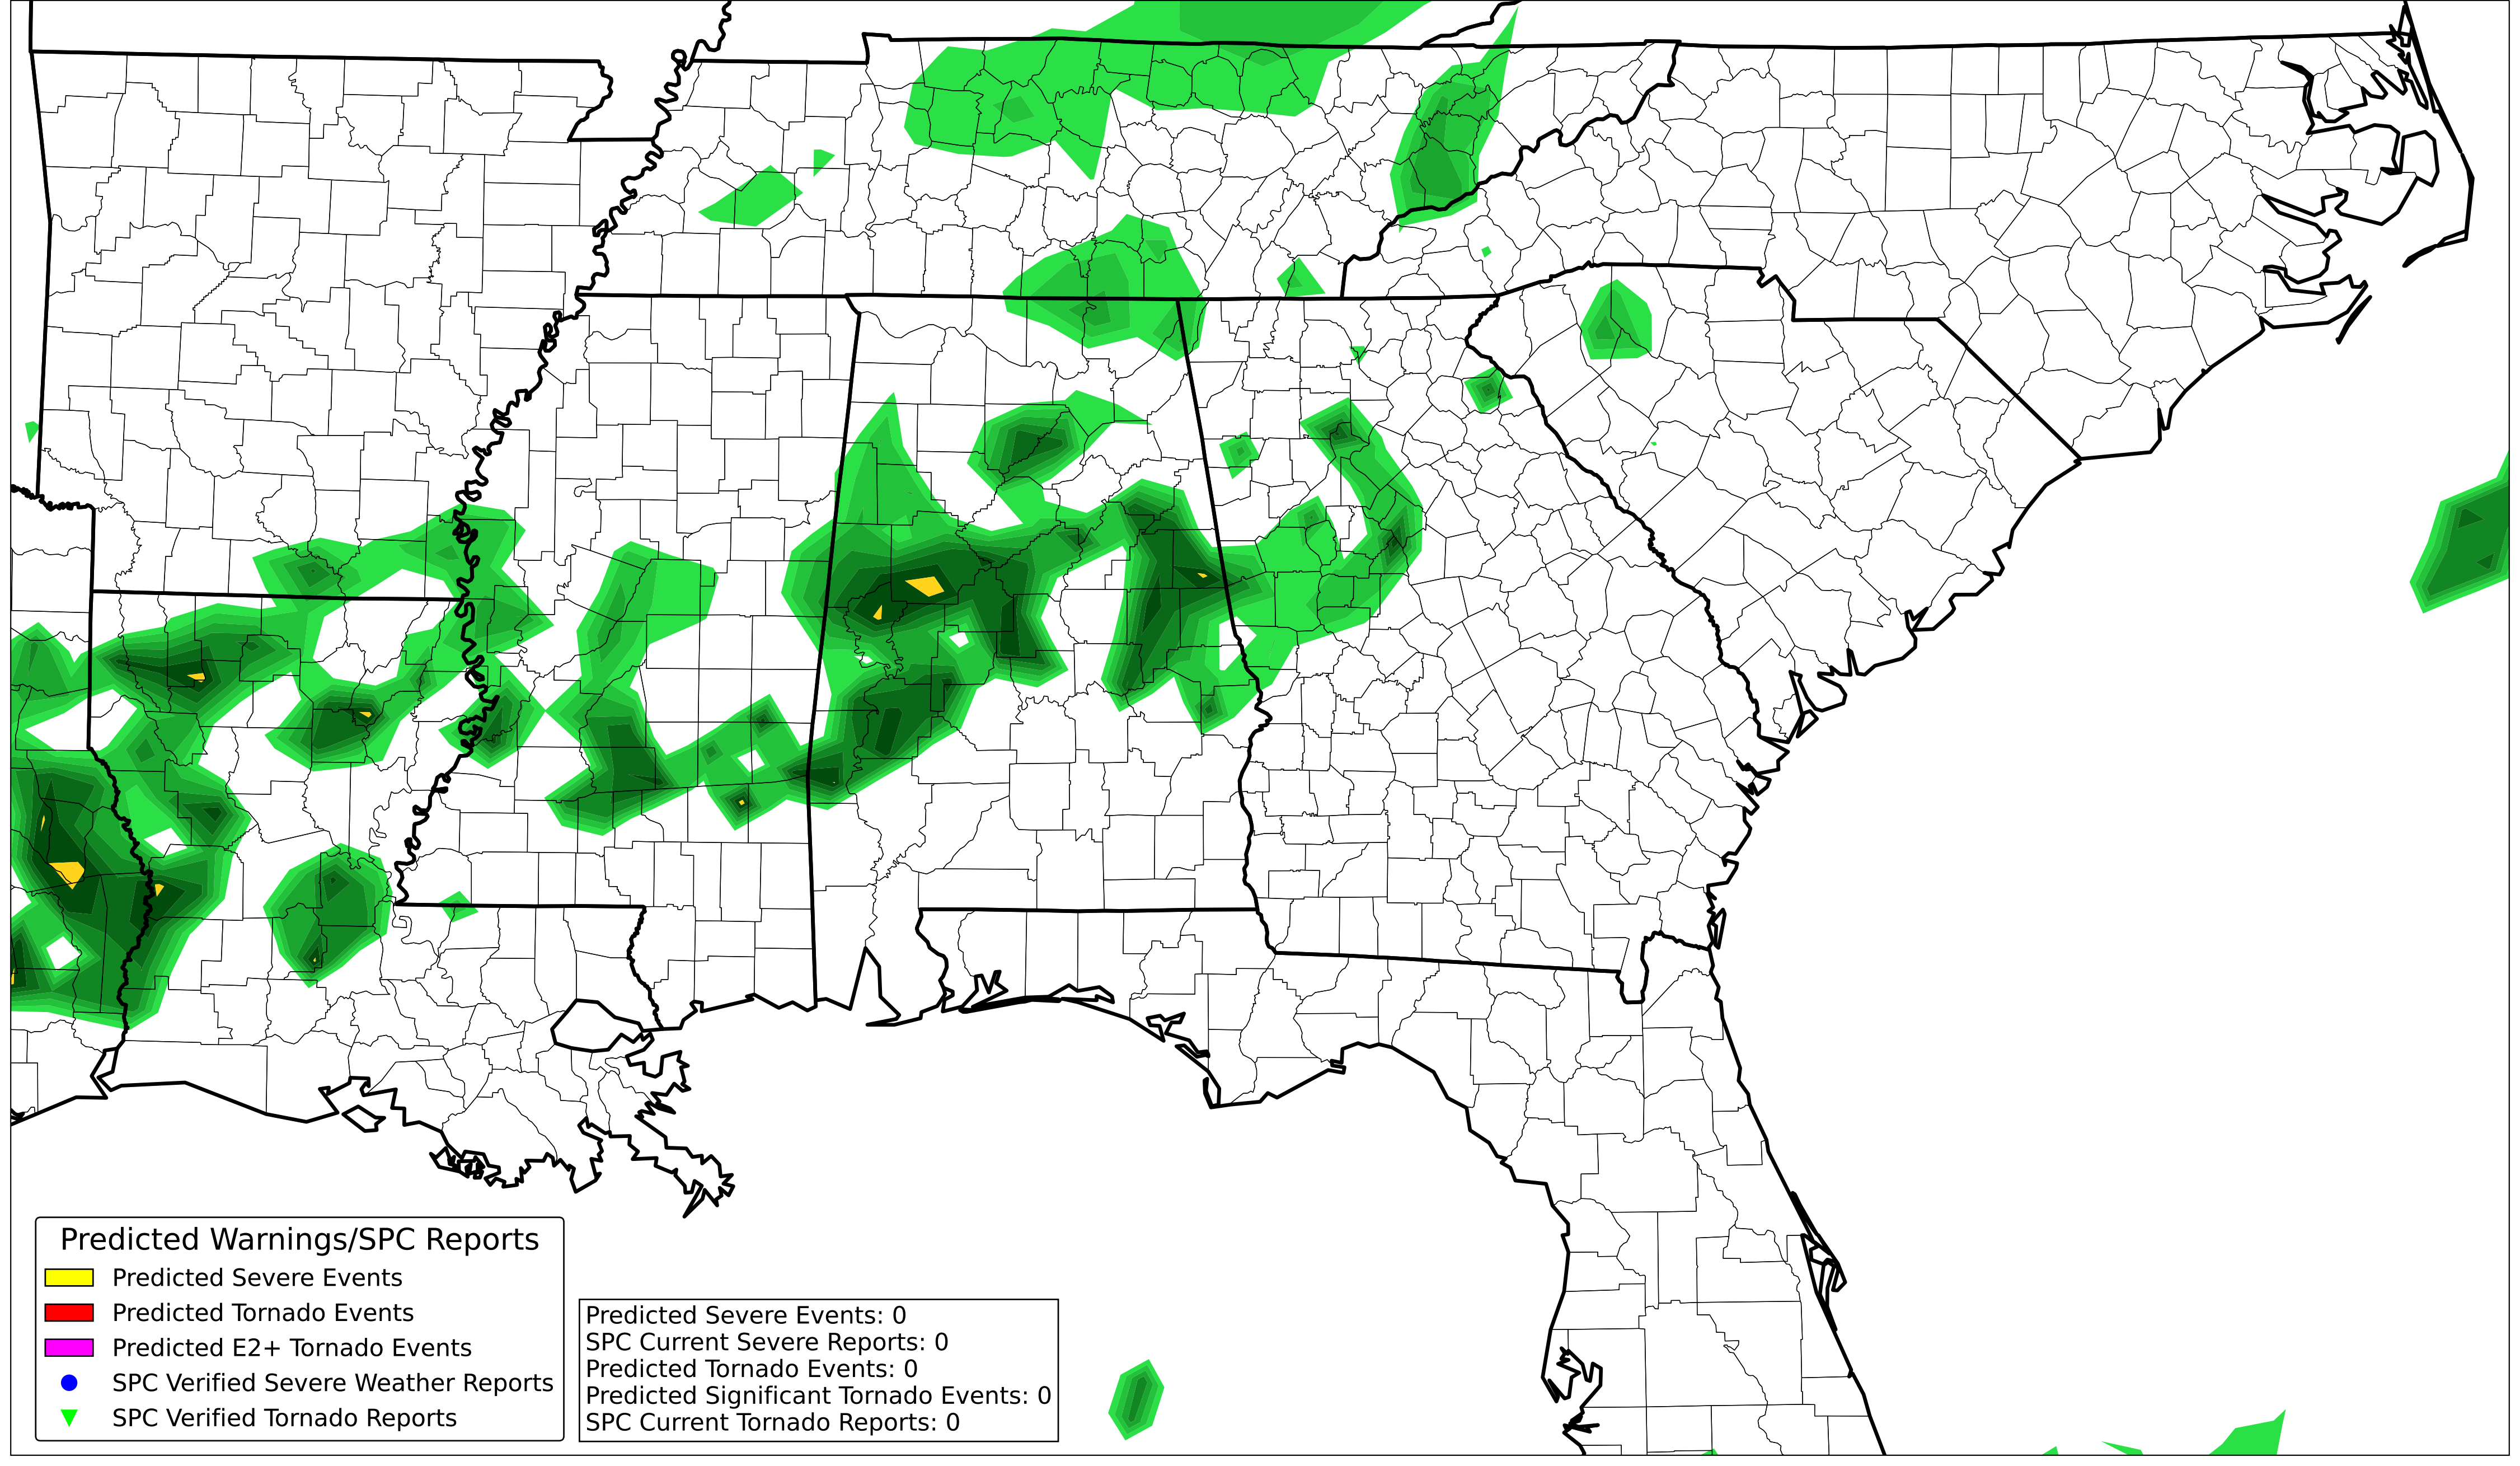 Predicted Warnings/SPC Reports
Predicted Severe Events
Predicted Tornado Events
Predicted E2+ Tornado Events
SPC Verified Severe Weather Reports
SPC Verified Tornado Reports
Predicted Severe Events: 0
SPC Current Severe Reports: 0
Predicted Tornado Events: 0
Predicted Significant Tornado Events: 0
SPC Current Tornado Reports: 0